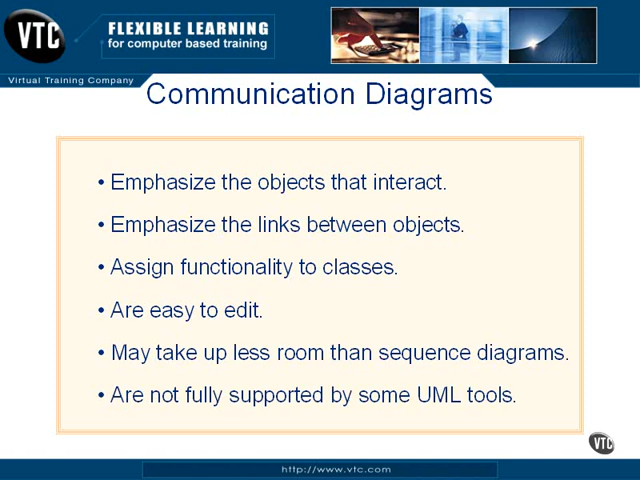 VTC
FLEXIBLE LEARNING
for computer based training
Virtual Training Company
Communication Diagrams
• Emphasize the objects that interact.
• Emphasize the links between objects.
• Assign functionality to classes.
• Are easy to edit.
• May take up less room than sequence diagrams.
• Are not fully supported by some UML tools.
VTC
http://www.vtc.com